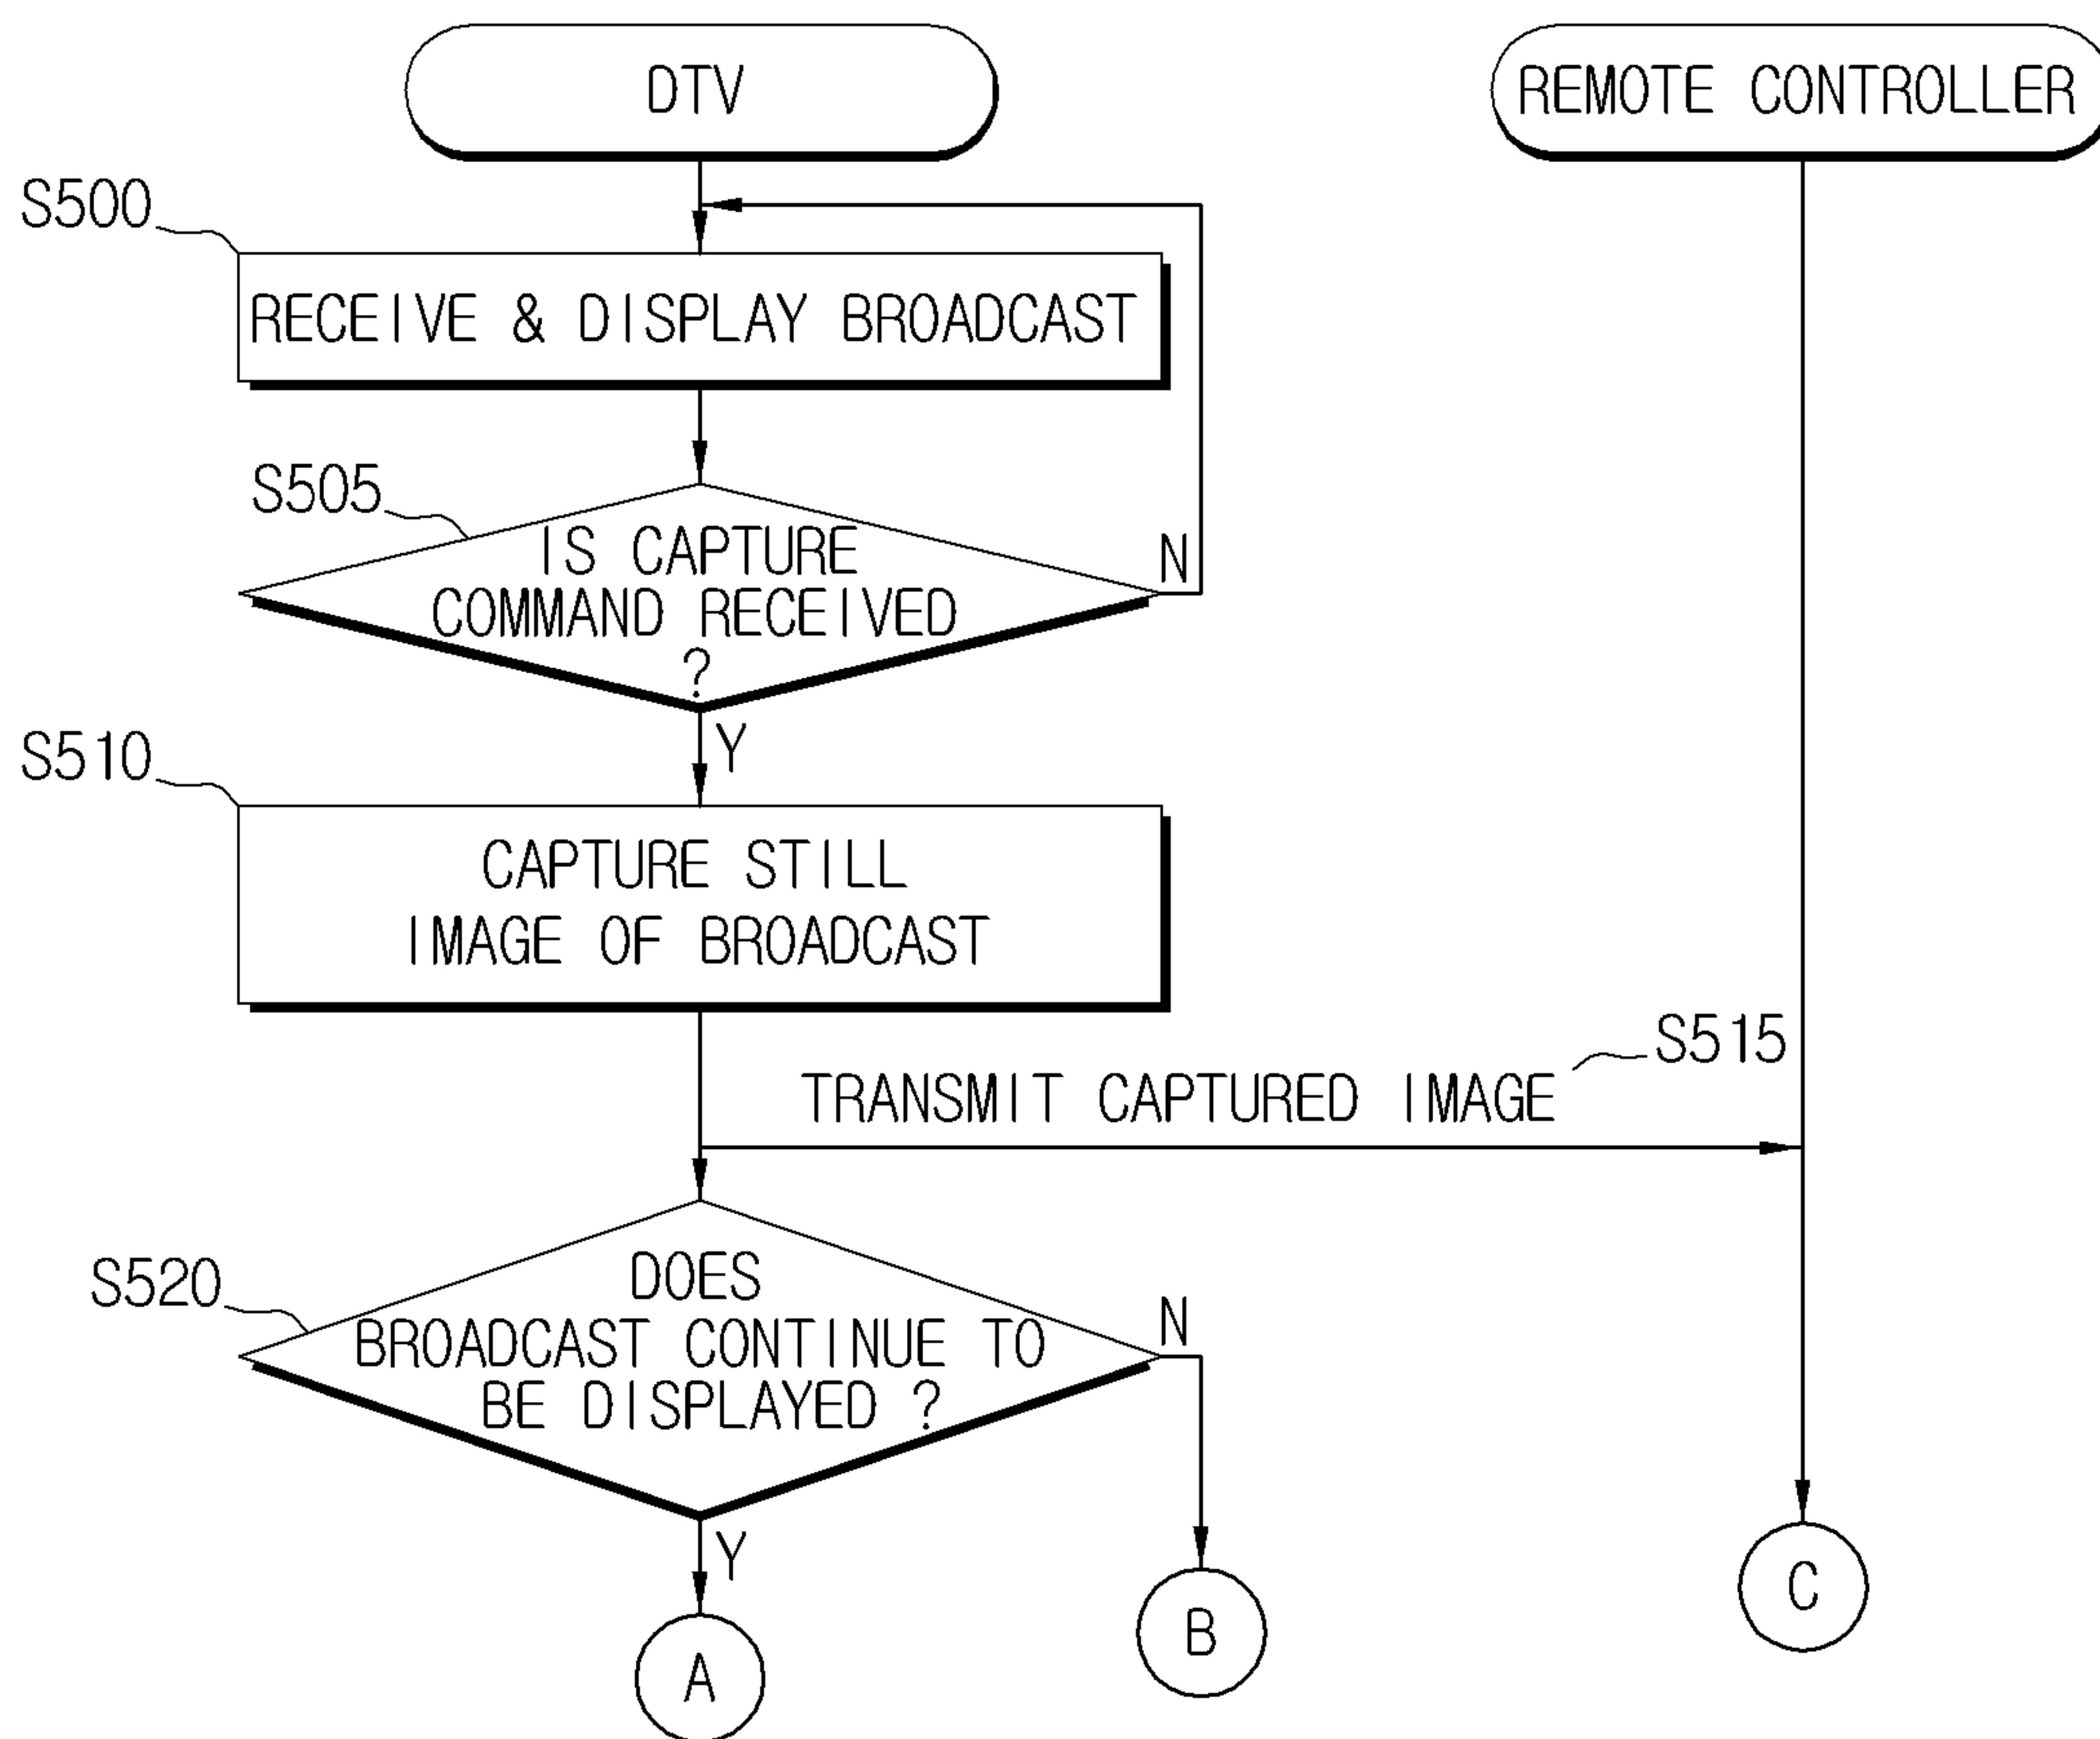 DTV
REMOTE CONTROLLER
S500
RECEIVE & DISPLAY BROADCAST
S505
IS CAPTURE
COMMAND RECEIVED
?
N
Y
S510
CAPTURE STILL
IMAGE OF BROADCAST
S515
TRANSMIT CAPTURED IMAGE
S520
DOES
BROADCAST CONTINUE TO
BE DISPLAYED ?
N
Y
A
B
C